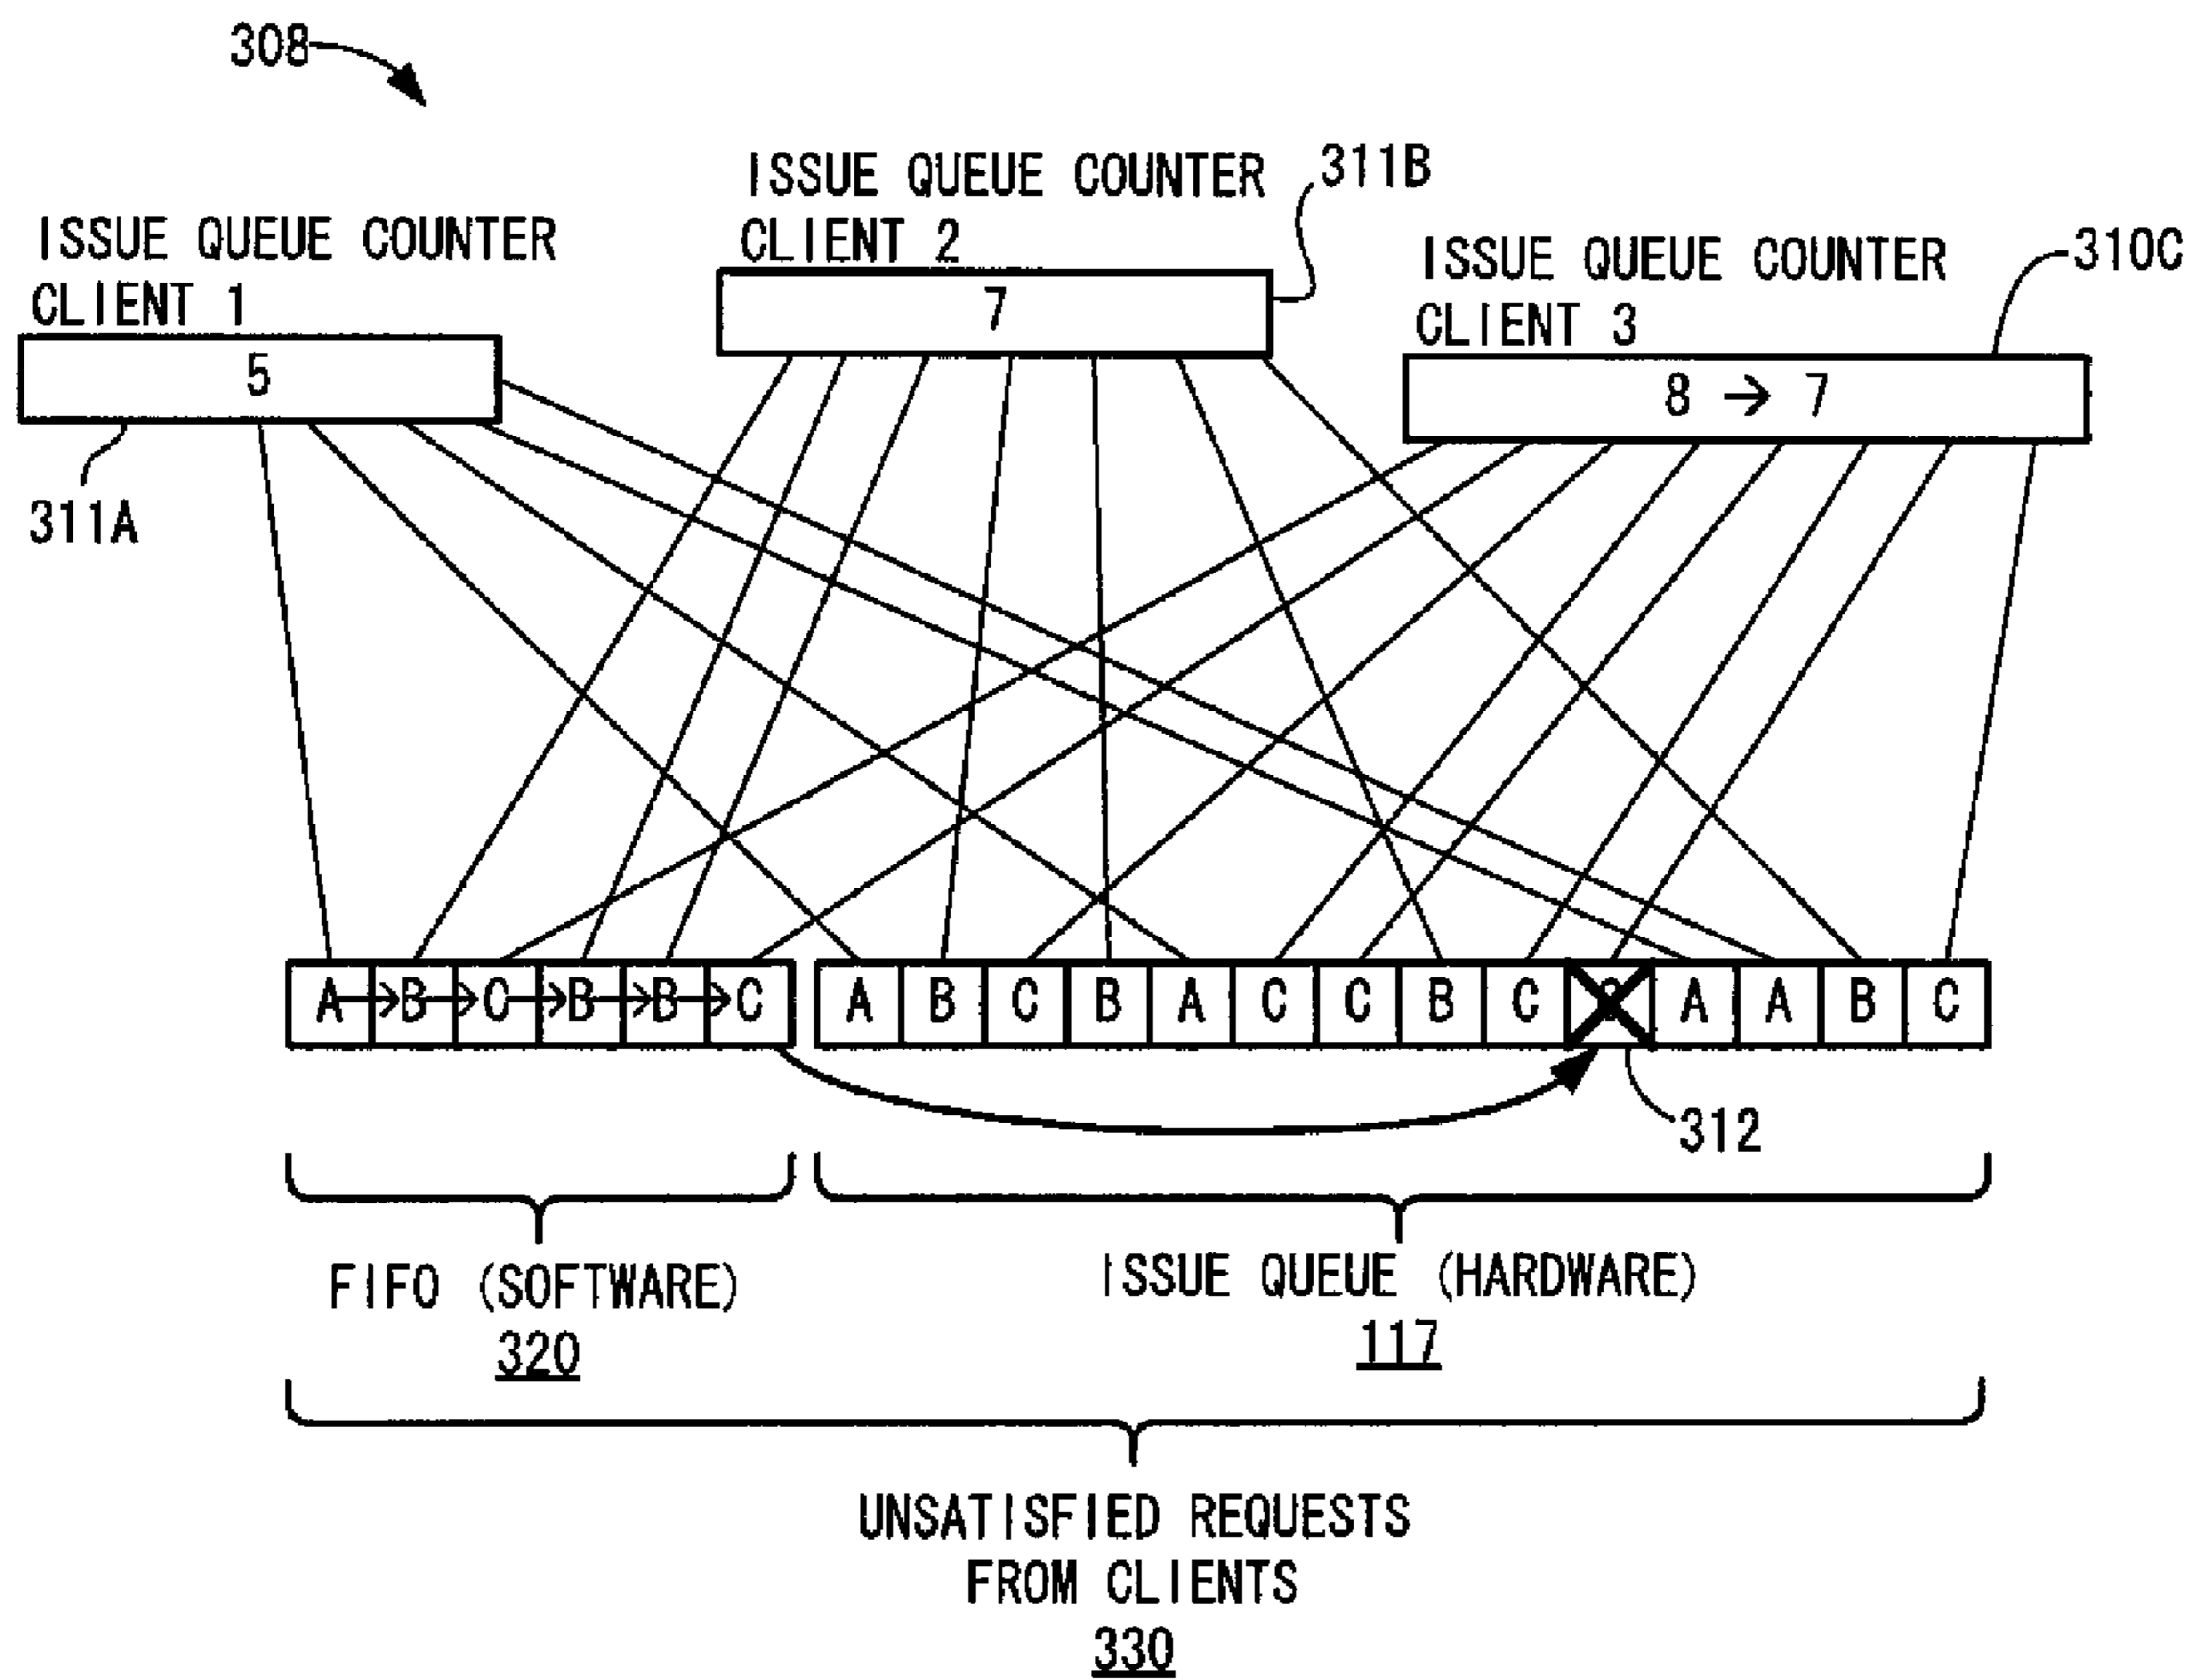 308
ISSUE QUEUE COUNTER
CLIENT 2
311B
ISSUE QUEUE COUNTER
CLIENT 1
ISSUE QUEUE COUNTER
CLIENT 3
310C
7
5
8 → 7
311A
A→B→C→B→B→C
A B C B A C C B C C A A B C
312
FIFO (SOFTWARE)
320
ISSUE QUEUE (HARDWARE)
117
UNSATISFIED REQUESTS
FROM CLIENTS
330